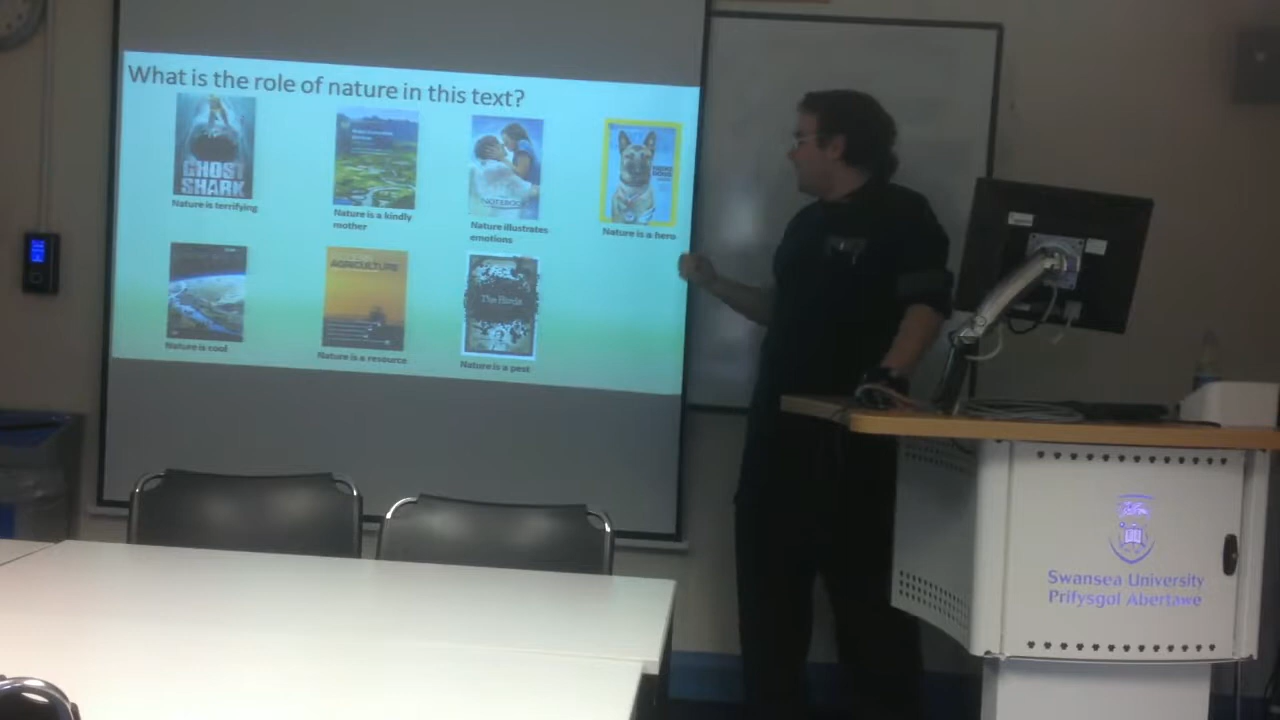 What is the role of nature in this text?
GHOST
SHARK
Nature is terrifying
Nature is a kindly
mother
NOTEBOOK
Nature illustrates
emotions
Nature is a hero
Nature is cool
AGRICULTURE
Nature is a resource
The Birds
Nature is a pest
Swansea University
Prifysgol Abertawe